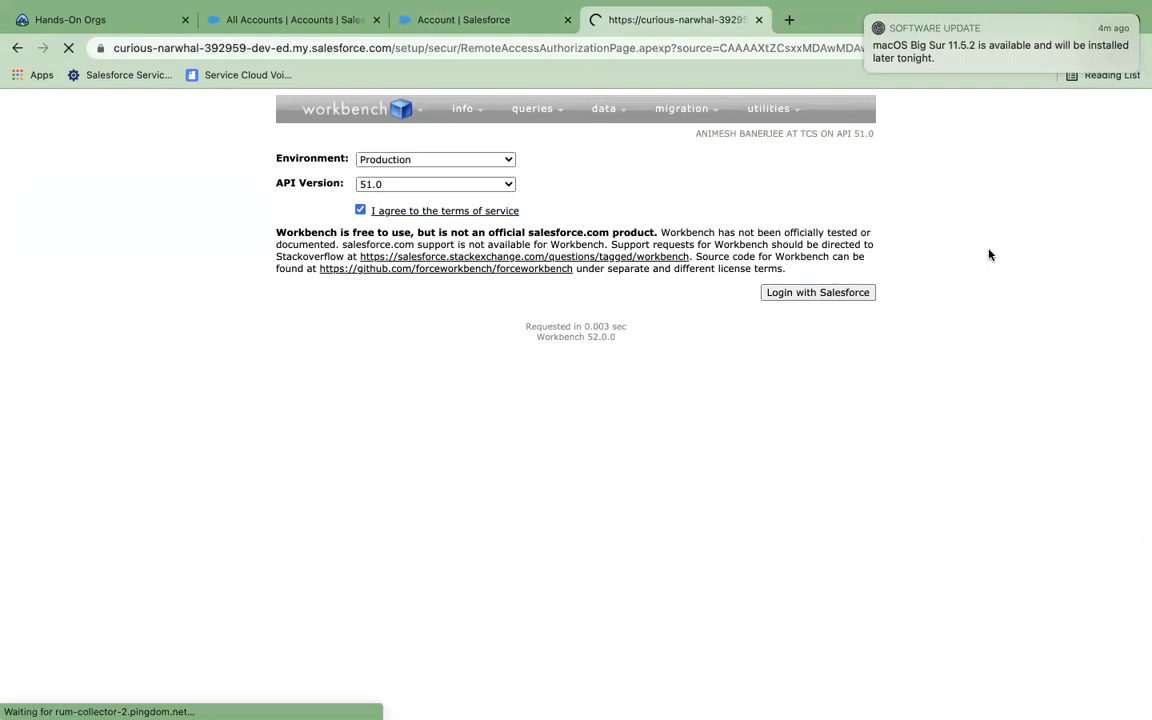 Hands-On Orgs
All Accounts | Accounts | Sales
Account | Salesforce
https://curious-narwhal-39295
SOFTWARE UPDATE
4m ago
macOS Big Sur 11.5.2 is available and will be installed
later tonight.
curious-narwhal-392959-dev-ed.my.salesforce.com/setup/secur/RemoteAccessAuthorizationPage.apexp?source=CAAAAXtZCsxxMDAwMDA
Apps
Salesforce Servic...
Service Cloud Voi...
Reading List
workbench
info
queries
data
migration
utilities
ANIMESH BANERJEE AT TCS ON API 51.0
Environment: Production
API Version: 51.0
I agree to the terms of service
Workbench is free to use, but is not an official salesforce.com product. Workbench has not been officially tested or
documented. salesforce.com support is not available for Workbench. Support requests for Workbench should be directed to
Stackoverflow at https://salesforce.stackexchange.com/questions/tagged/workbench. Source code for Workbench can be
found at https://github.com/forceworkbench/forceworkbench under separate and different license terms.
Login with Salesforce
Requested in 0.003 sec
Workbench 52.0.0
Waiting for rum-collector-2.pingdom.net...